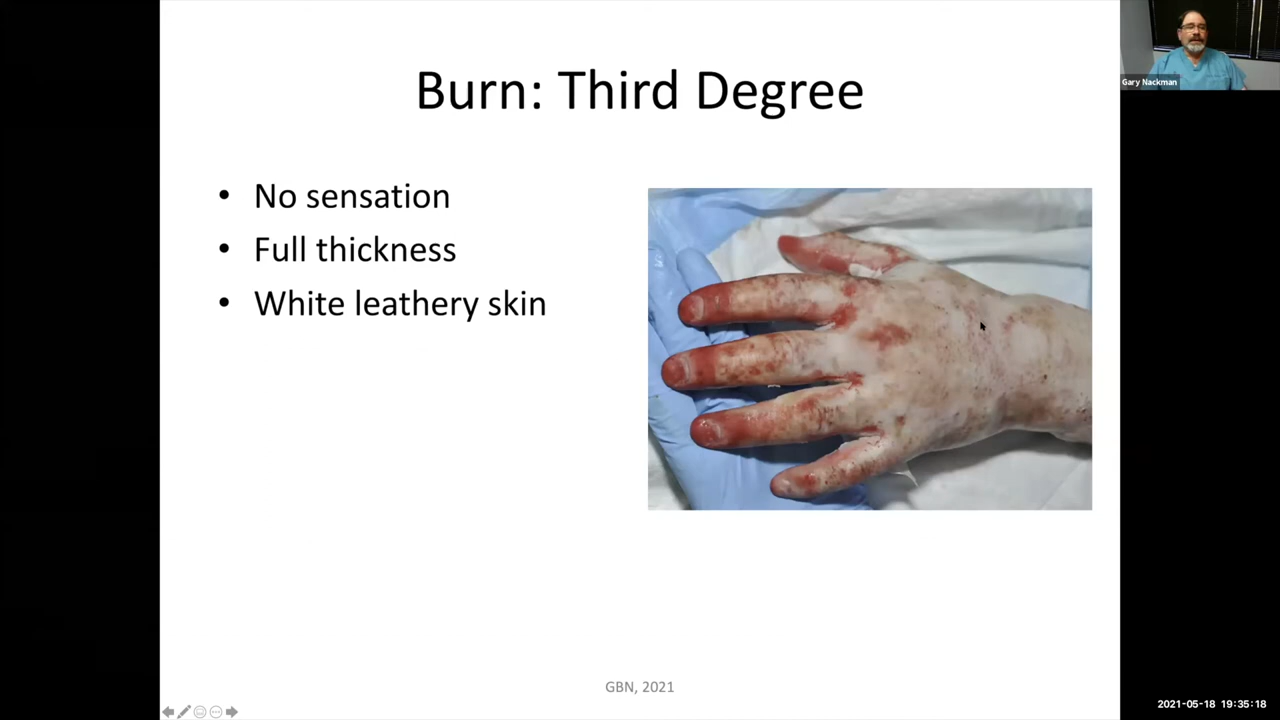 Gary Nackman
Burn: Third Degree
• No sensation
• Full thickness
• White leathery skin
GBN, 2021
2021-05-18 19:35:18